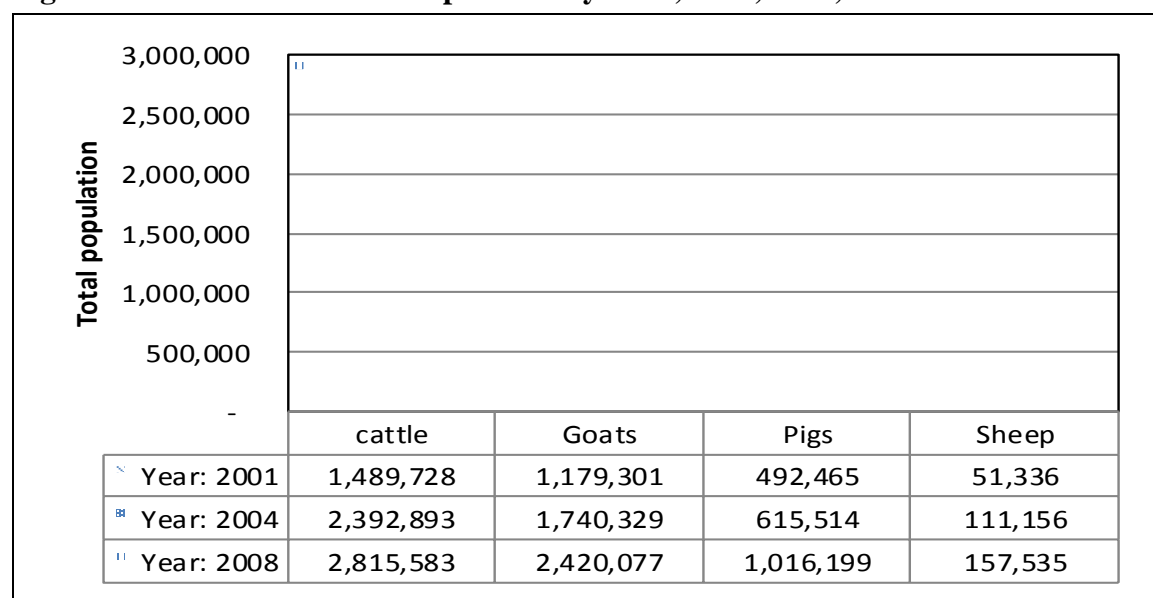 3,000,000
2,500,000
2,000,000
1,500,000
1,000,000
500,000
-
Total population
cattle Goats Pigs Sheep
Year: 2001 1,489,728 1,179,301 492,465 51,336
Year: 2004 2,392,893 1,740,329 615,514 111,156
Year: 2008 2,815,583 2,420,077 1,016,199 157,535